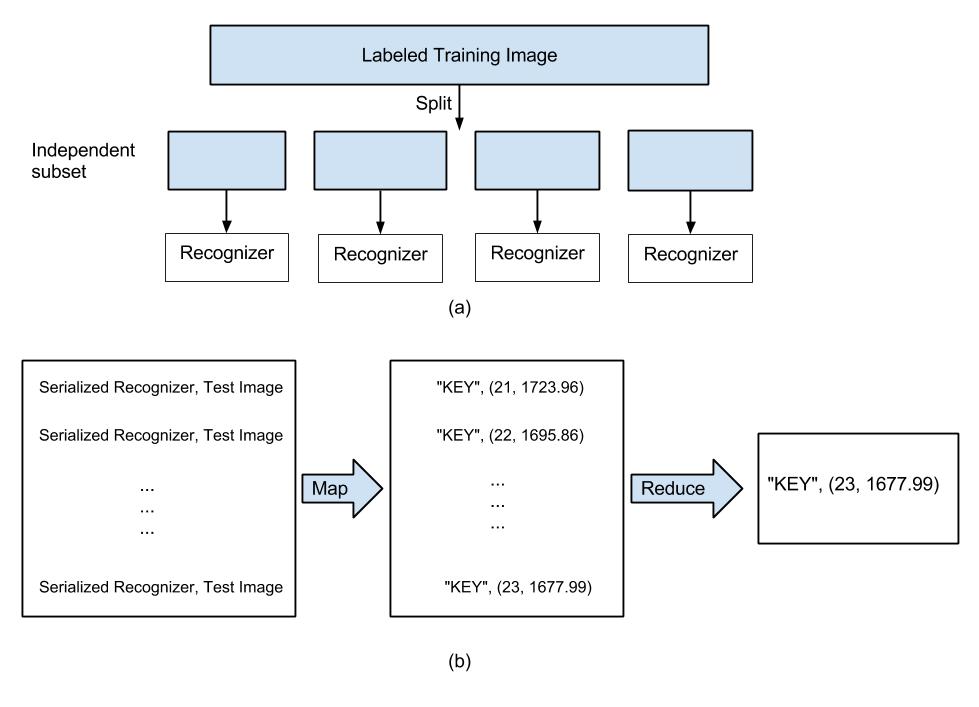 Labeled Training Image
Split
Independent
subset
Recognizer
Recognizer
Recognizer
Recognizer
(a)
Serialized Recognizer, Test Image
Serialized Recognizer, Test Image
...
...
...
Serialized Recognizer, Test Image
Map
"KEY", (21, 1723.96)
"KEY", (22, 1695.86)
...
...
...
"KEY", (23, 1677.99)
Reduce
"KEY", (23, 1677.99)
(b)